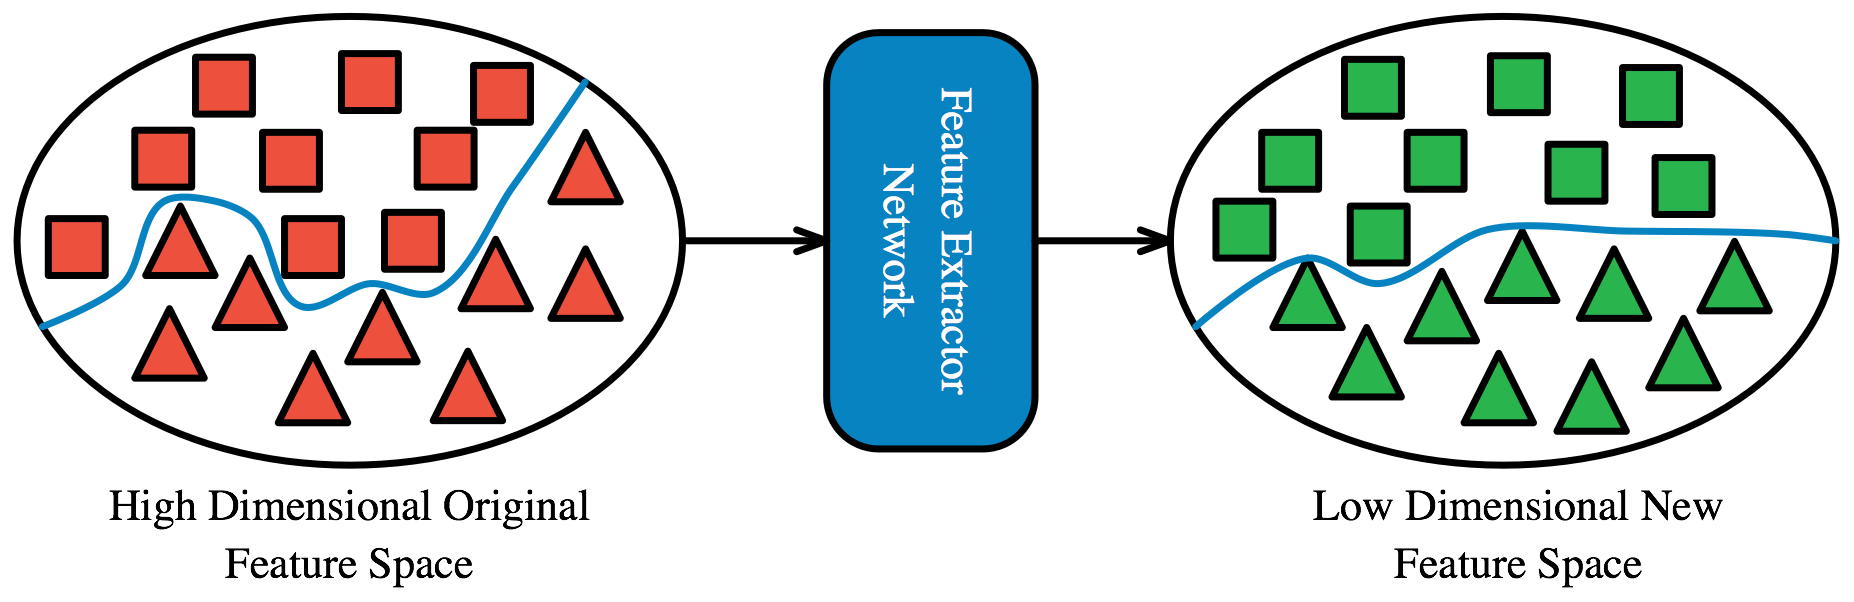 High Dimensional Original
Feature Space
Feature Extractor
Network
Low Dimensional New
Feature Space